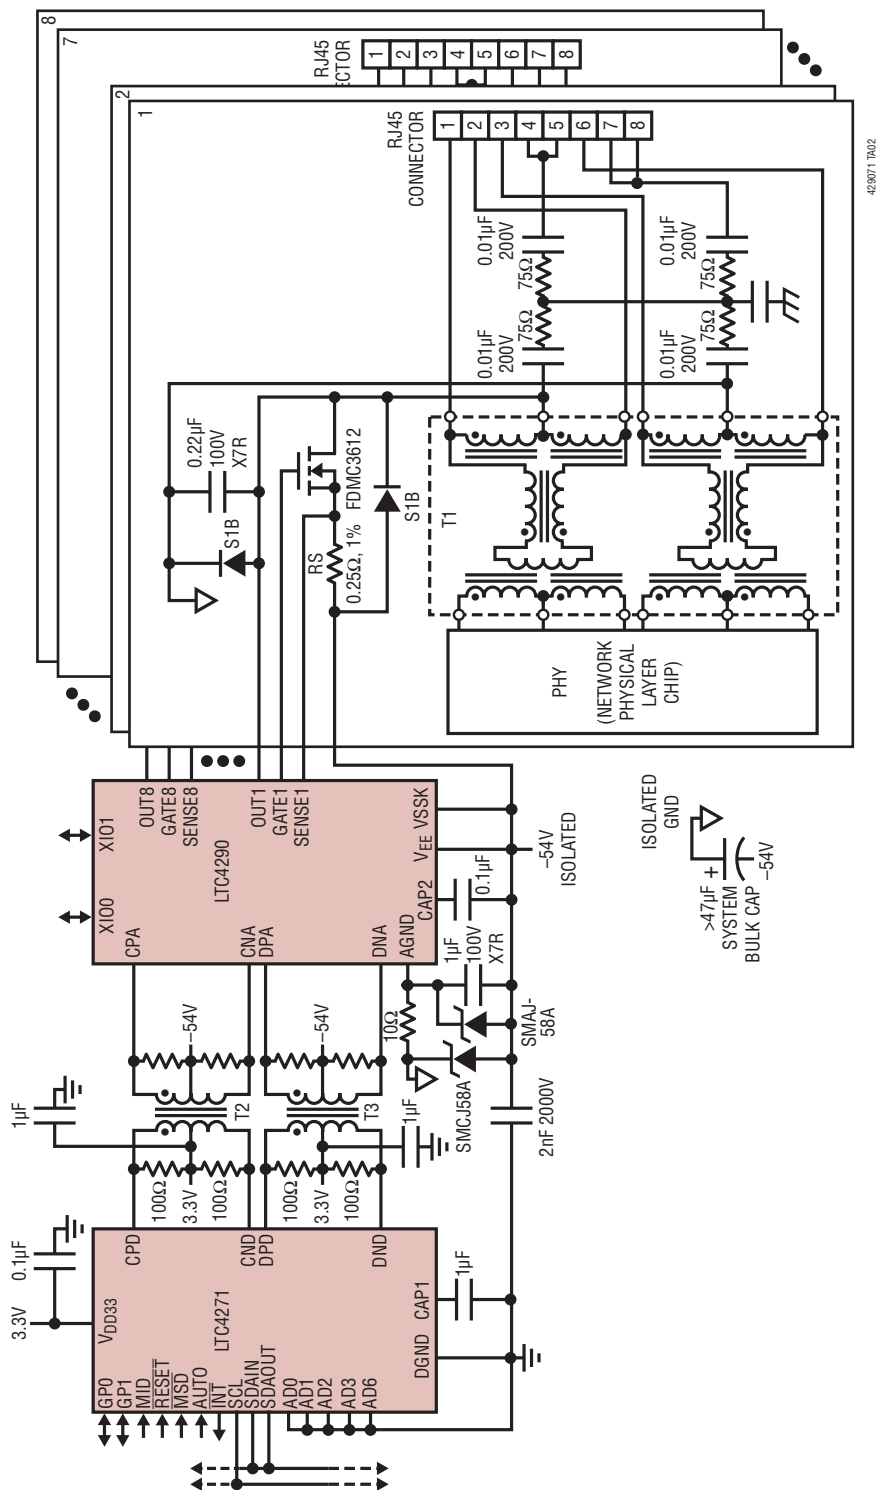 8
7
RJ45
CTOR
1
2
3
4
5
6
7
8
2
1
RJ45
CONNECTOR
1
2
3
4
5
6
7
8
0.01µF
200V
75Ω
75Ω
0.01µF
200V
0.01µF
200V
75Ω
75Ω
0.01µF
200V
0.22µF
100V
X7R
S1B
FDMC3612
RS
0.25Ω, 1%
S1B
T1
PHY
(NETWORK
PHYSICAL
LAYER
CHIP)
XIO1
XIO0
OUT8
GATE8
SENSE8
OUT1
GATE1
SENSE1
LTC4290
CPA
CNA
DPA
DNA
AGND
CAP2
VEE
VSSK
0.1µF
–54V
ISOLATED
ISOLATED
GND
>47µF
+
SYSTEM
BULK CAP
–54V
1µF
100V
X7R
10Ω
SMAJ-
58A
SMCJ58A
–54V
–54V
T2
T3
1µF
1µF
2nF 2000V
100Ω
3.3V
100Ω
100Ω
3.3V
100Ω
0.1µF
3.3V
VDD33
CPD
CND
DPD
DND
LTC4271
DGND
CAP1
1µF
GP0
GP1
MID
RESET
MSD
AUTO
INT
SCL
SDAIN
SDAOUT
AD0
AD1
AD2
AD3
AD6
429071 TA02